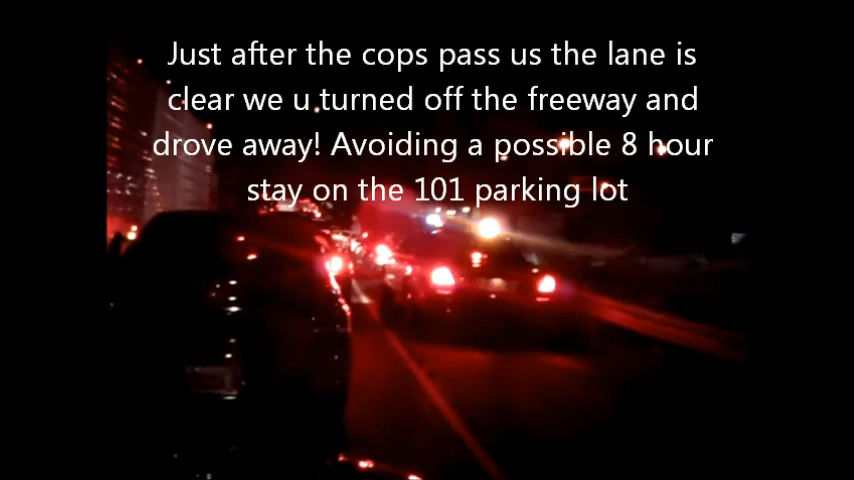 Just after the cops pass us the lane is
clear we u turned off the freeway and
drove away! Avoiding a possible 8 hour
stay on the 101 parking lot